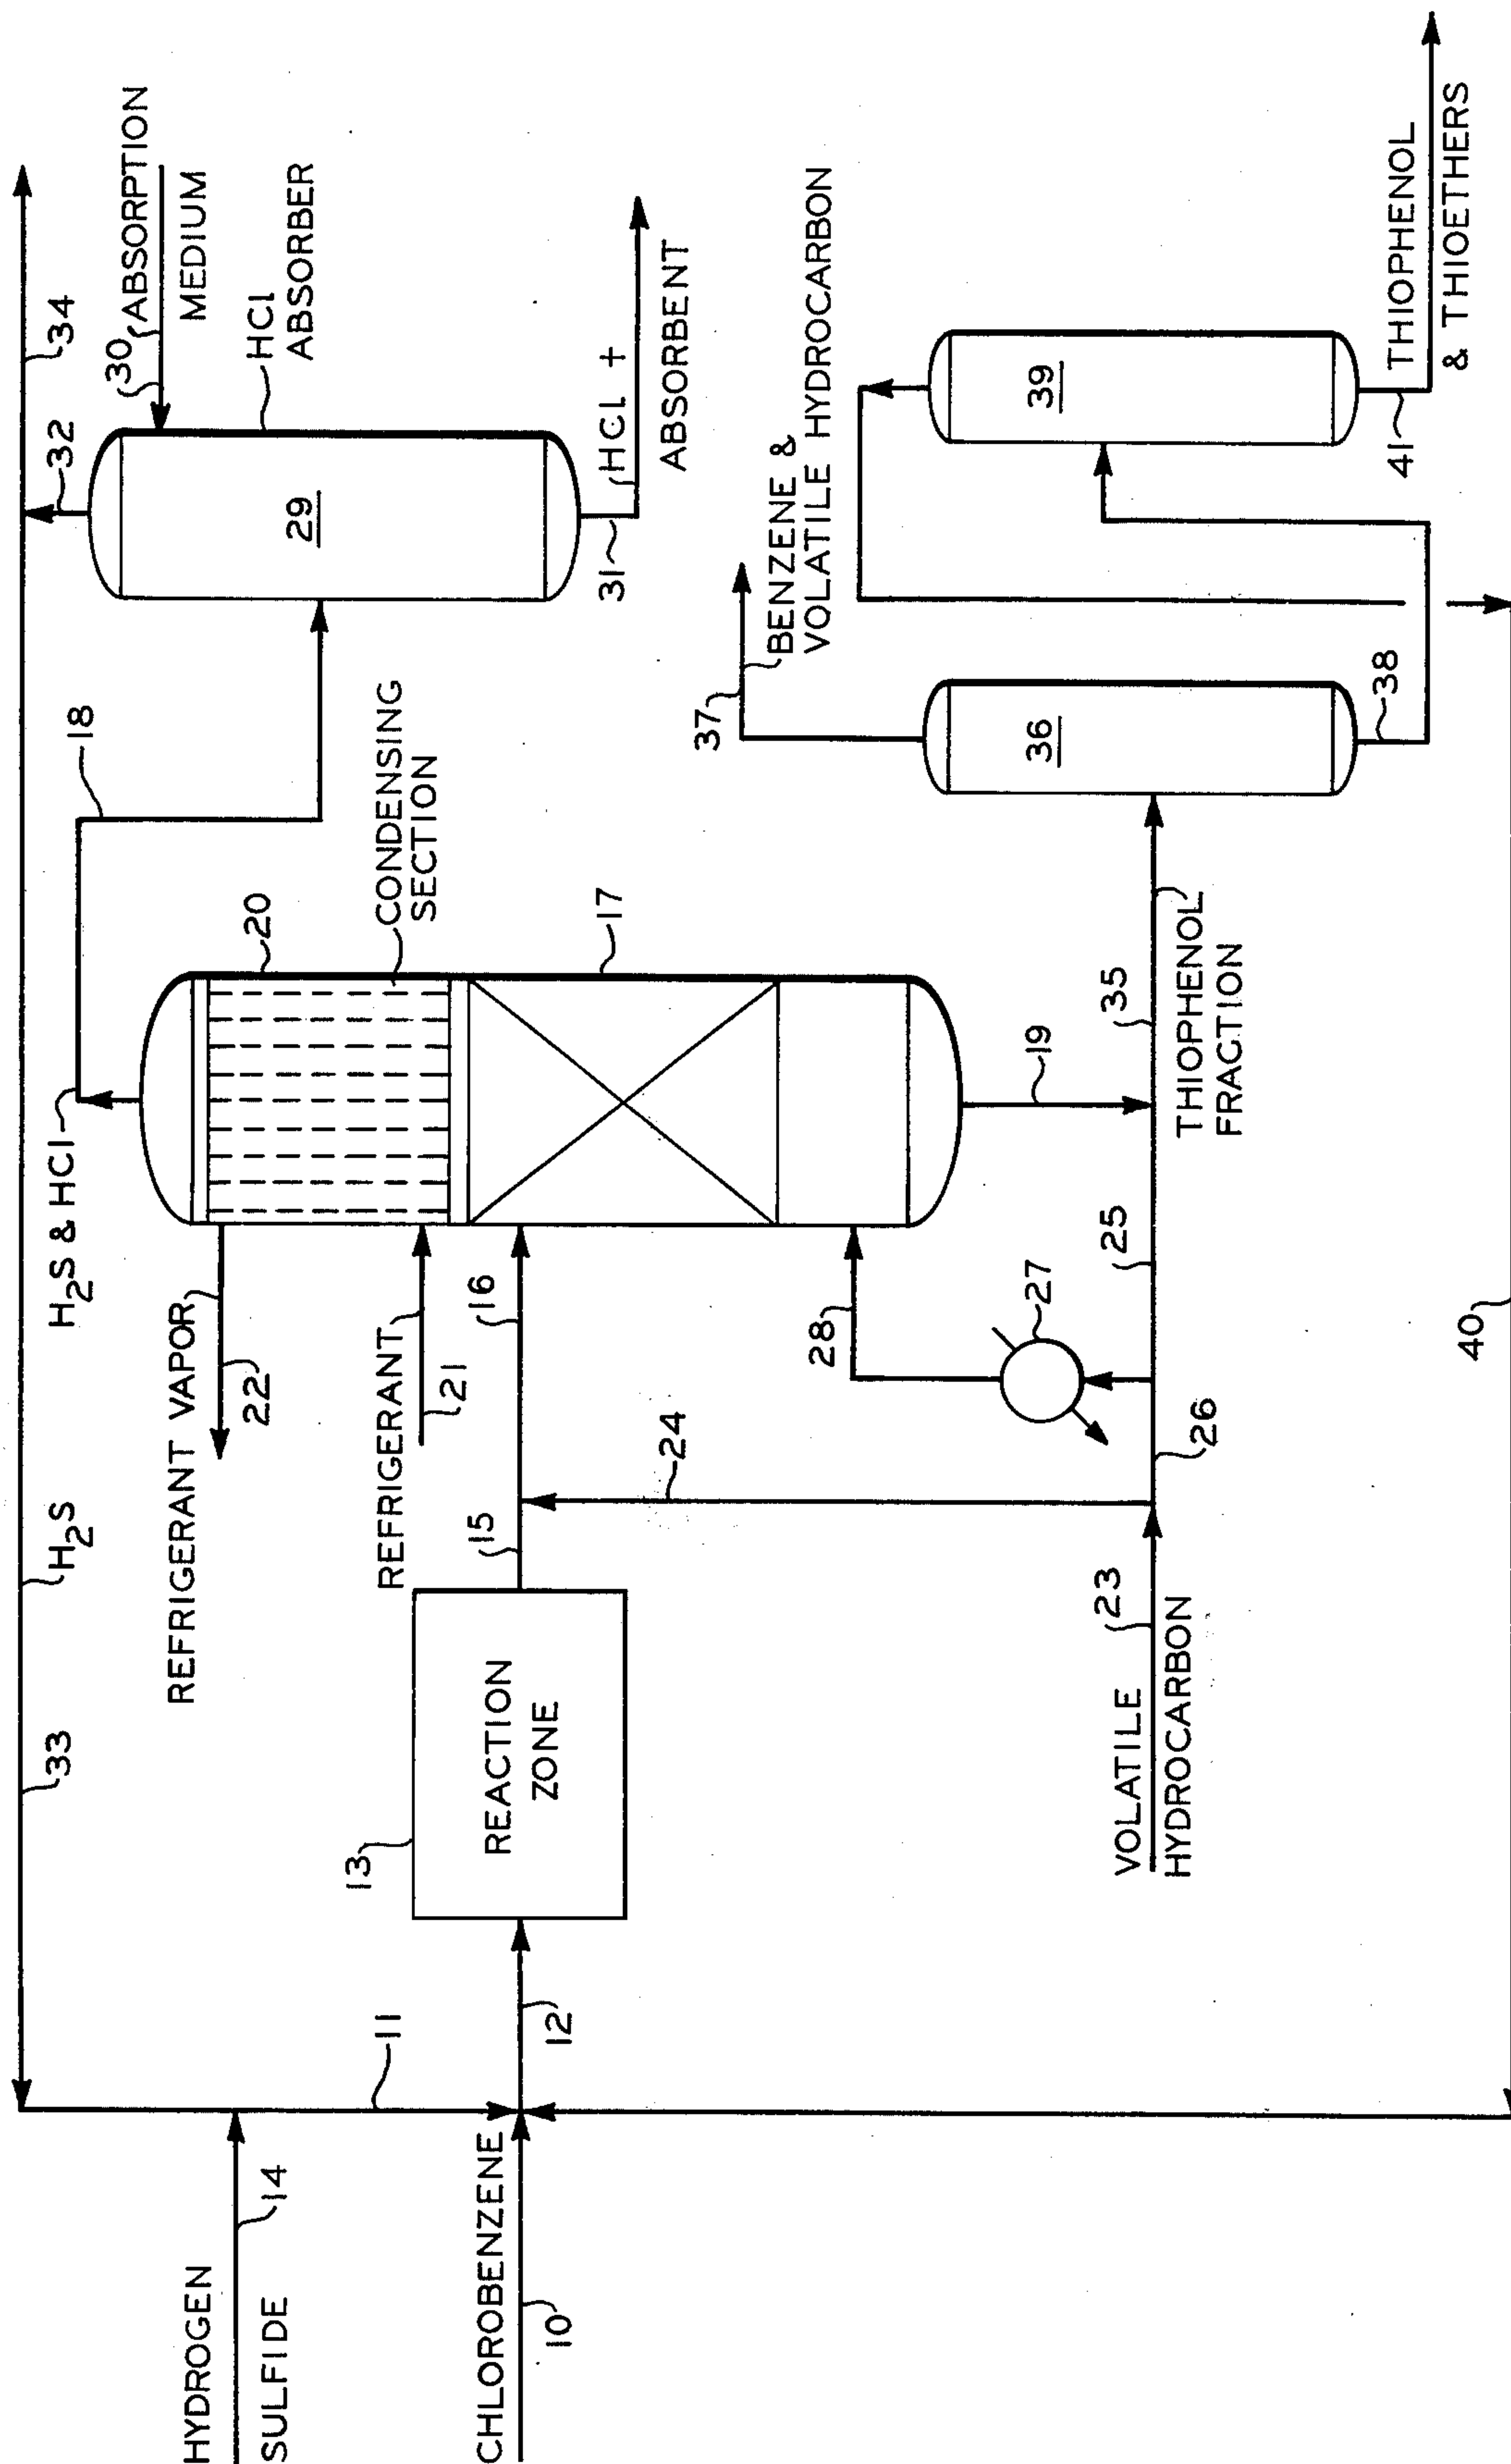 HYDROGEN
SULFIDE
14
CHLOROBENZENE
10
11
12
33
H2S
34
13
REACTION
ZONE
15
16
REFRIGERANT VAPOR
22
REFRIGERANT
21
H2S & HCl
18
20
CONDENSING
SECTION
17
19
24
VOLATILE
HYDROCARBON
23
26
27
28
25
35
THIOPHENOL
FRACTION
32
30
ABSORPTION
MEDIUM
29
HCl
ABSORBER
31
HCl +
ABSORBENT
37
BENZENE &
VOLATILE HYDROCARBON
36
38
39
40
41
THIOPHENOL
& THIOETHERS